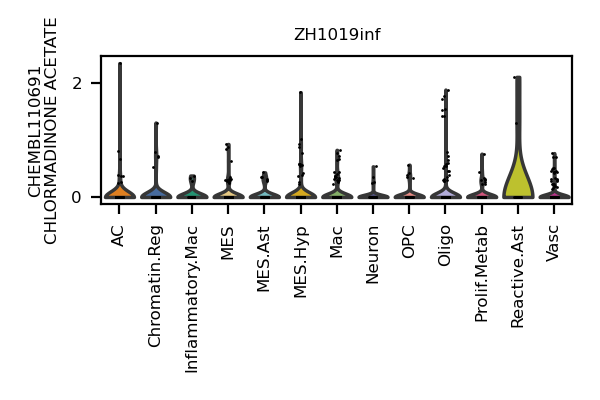 ZH1019inf
CHEMBL110691
CHLORMADINONE ACETATE
2
0
AC
Chromatin.Reg
Inflammatory.Mac
MES
MES.Ast
MES.Hyp
Mac
Neuron
OPC
Oligo
Prolif.Metab
Reactive.Ast
Vasc